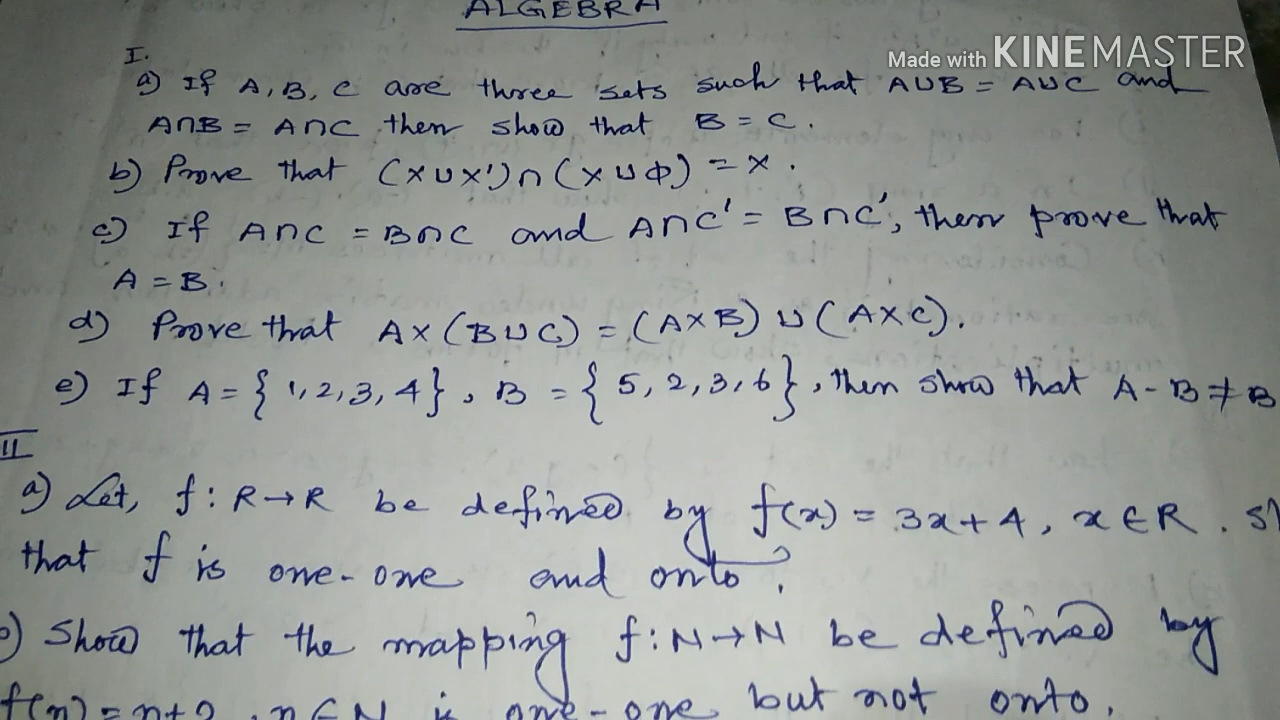 ALGEBRA
Made with KINEMASTER
I.
a) If A, B, C are three sets such that A∪B = A∪C and
A∩B = A∩C then show that B = C.
b) Prove that (X∪X')∩(X∪Φ) = X.
c) If A∩C = B∩C and A∩C' = B∩C', then prove that
A = B.
d) Prove that A×(B∪C) = (A×B)∪(A×C).
e) If A = {1,2,3,4}, B = {5,2,3,6}, then show that A-B≠B
II
a) Let, f: R→R be defined by f(x) = 3x+4, x∈R.
that f is one-one and onto.
b) Show that the mapping f: N→N be defined by
f(n) = n+2, n∈N is one-one but not onto.